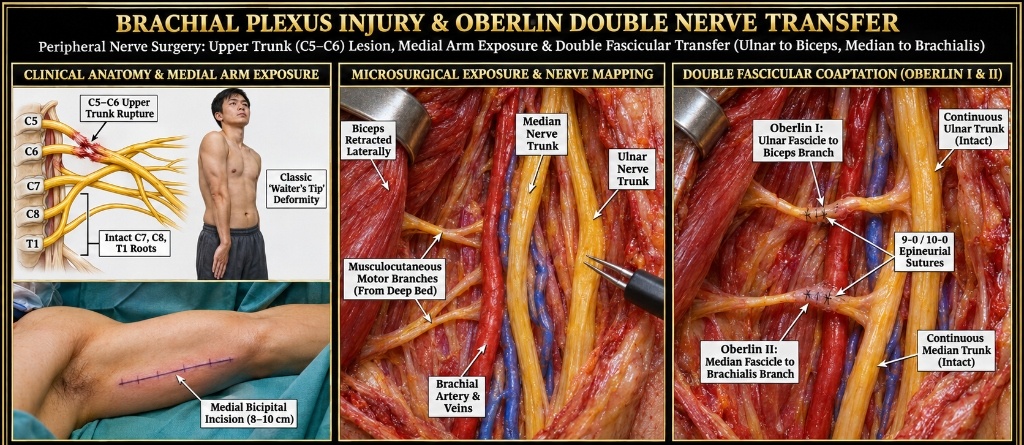 BRACHIAL PLEXUS INJURY & OBERLIN DOUBLE NERVE TRANSFER
Peripheral Nerve Surgery: Upper Trunk (C5–C6) Lesion, Medial Arm Exposure & Double Fascicular Transfer (Ulnar to Biceps, Median to Brachialis)
CLINICAL ANATOMY & MEDIAL ARM EXPOSURE
C5
C6
C7
C8
T1
C5–C6 Upper
Trunk Rupture
Intact C7, C8,
T1 Roots
Classic
'Waiter's Tip'
Deformity
Medial Bicipital
Incision (8–10 cm)
MICROSURGICAL EXPOSURE & NERVE MAPPING
Biceps
Retracted
Laterally
Median
Nerve
Trunk
Ulnar
Nerve
Trunk
Musculocutaneous
Motor Branches
(From Deep Bed)
Brachial
Artery &
Veins
DOUBLE FASCICULAR COAPTATION (OBERLIN I & II)
Oberlin I:
Ulnar Fascicle to
Biceps Branch
Continuous
Ulnar Trunk
(Intact)
9-0 / 10-0
Epineurial
Sutures
Oberlin II:
Median Fascicle to
Brachialis Branch
Continuous
Median Trunk
(Intact)